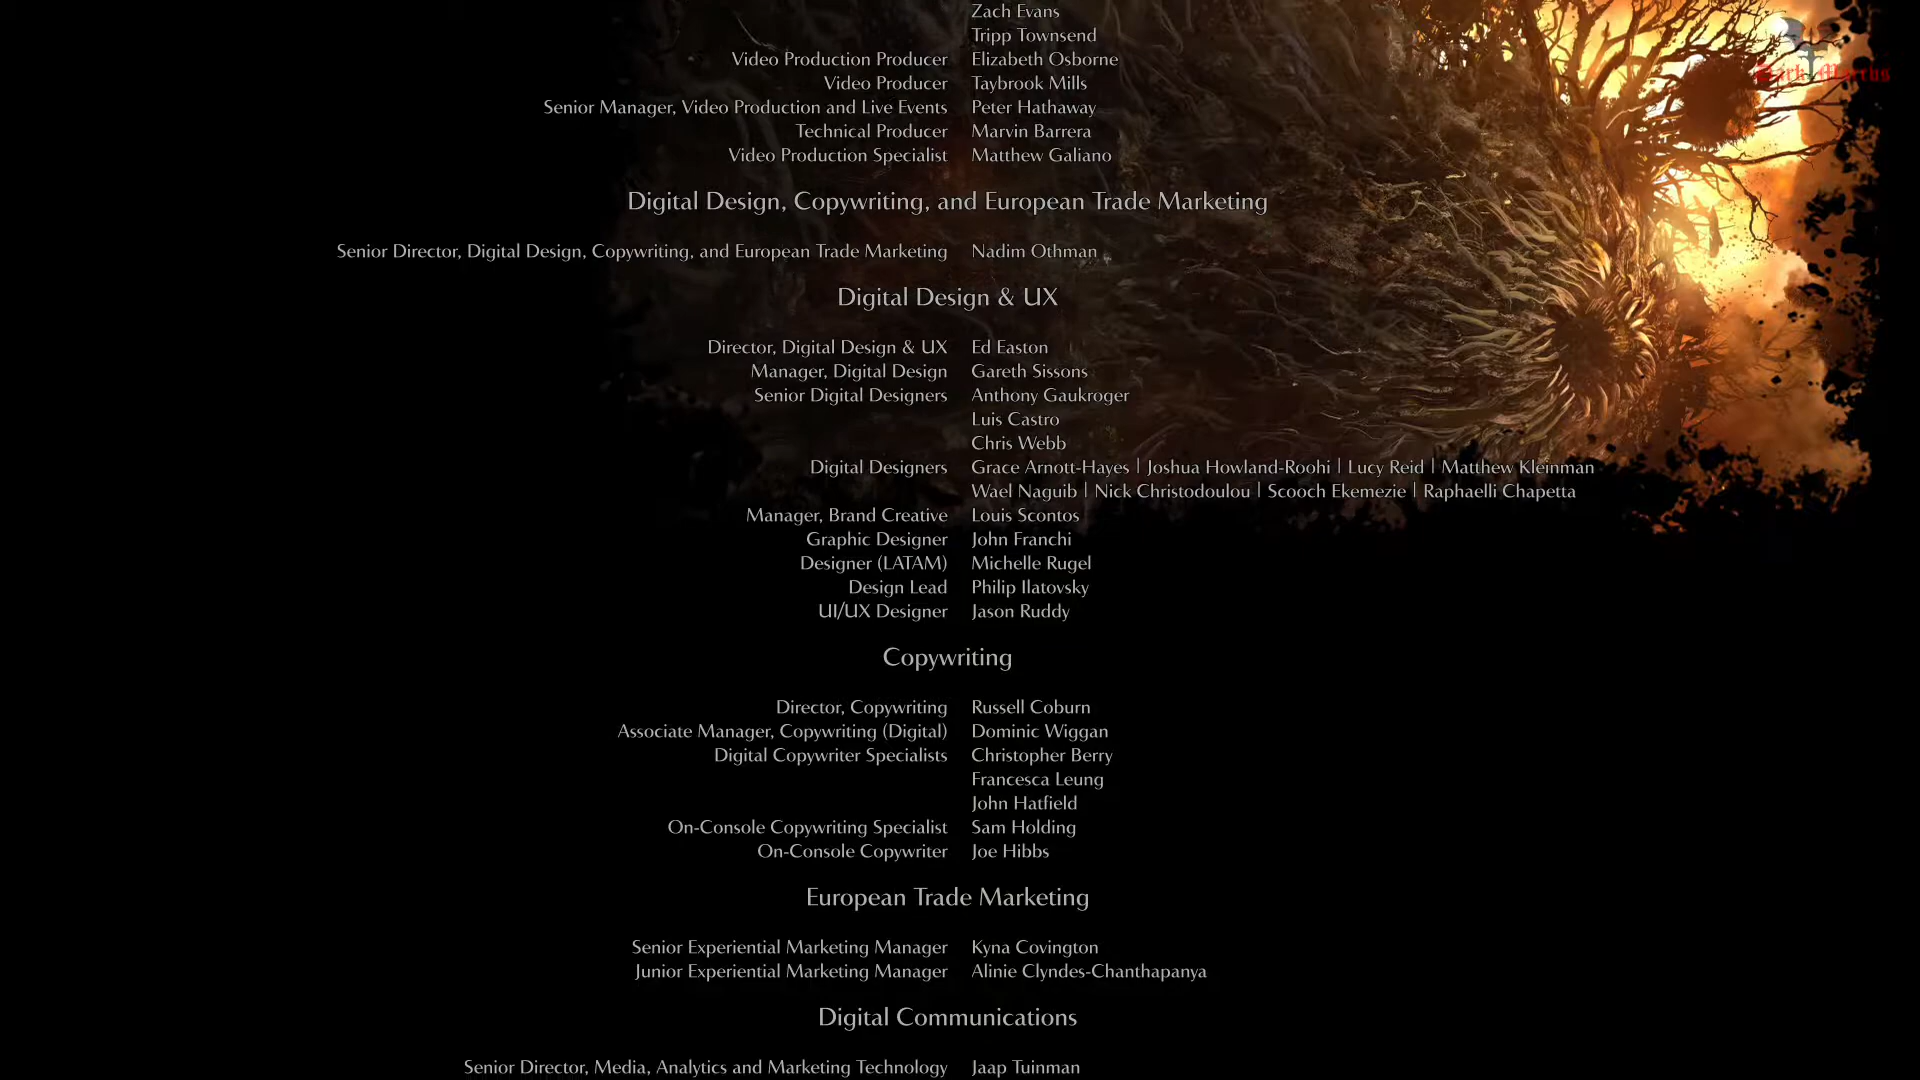 Zach Evans
Tripp Townsend
Video Production Producer Elizabeth Osborne
Video Producer Taybrook Mills
Senior Manager, Video Production and Live Events Peter Hathaway
Technical Producer Marvin Barrera
Video Production Specialist Matthew Galiano
Digital Design, Copywriting, and European Trade Marketing
Senior Director, Digital Design, Copywriting, and European Trade Marketing Nadim Othman
Digital Design & UX
Director, Digital Design & UX Ed Easton
Manager, Digital Design Gareth Sissons
Senior Digital Designers Anthony Gaukroger
Luis Castro
Chris Webb
Digital Designers Grace Arnott-Hayes | Joshua Howland-Roohi | Lucy Reid | Matthew Kleinman
Wael Naguib | Nick Christodoulou | Scooch Ekemezie | Raphaelli Chapetta
Manager, Brand Creative Louis Scontos
Graphic Designer John Franchi
Designer (LATAM) Michelle Rugel
Design Lead Philip Ilatovsky
UI/UX Designer Jason Ruddy
Copywriting
Director, Copywriting Russell Coburn
Associate Manager, Copywriting (Digital) Dominic Wiggan
Digital Copywriter Specialists Christopher Berry
Francesca Leung
John Hatfield
On-Console Copywriting Specialist Sam Holding
On-Console Copywriter Joe Hibbs
European Trade Marketing
Senior Experiential Marketing Manager Kyna Covington
Junior Experiential Marketing Manager Alinie Clyndes-Chanthapanya
Digital Communications
Senior Director, Media, Analytics and Marketing Technology Jaap Tuinman